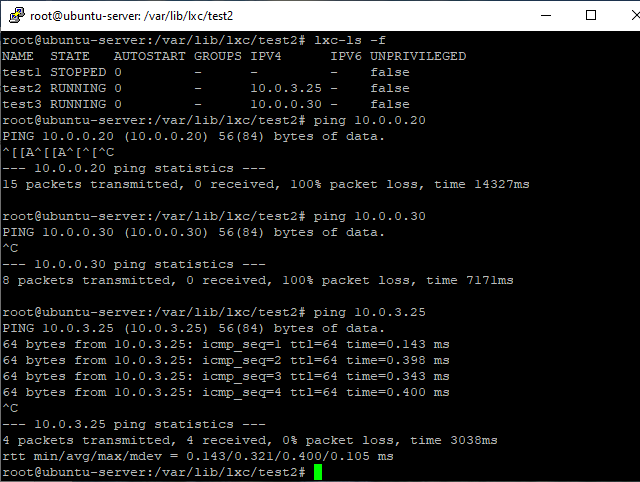 root@ubuntu-server: /var/lib/lxc/test2
root@ubuntu-server:/var/lib/lxc/test2# lxc-ls -f
NAME  STATE   AUTOSTART GROUPS IPV4      IPV6 UNPRIVILEGED
test1 STOPPED 0         -      -         -    false
test2 RUNNING 0         -      10.0.3.25 -    false
test3 RUNNING 0         -      10.0.0.30 -    false
root@ubuntu-server:/var/lib/lxc/test2# ping 10.0.0.20
PING 10.0.0.20 (10.0.0.20) 56(84) bytes of data.
^[[A^[[A^[^[^C
--- 10.0.0.20 ping statistics ---
15 packets transmitted, 0 received, 100% packet loss, time 14327ms
root@ubuntu-server:/var/lib/lxc/test2# ping 10.0.0.30
PING 10.0.0.30 (10.0.0.30) 56(84) bytes of data.
^C
--- 10.0.0.30 ping statistics ---
8 packets transmitted, 0 received, 100% packet loss, time 7171ms
root@ubuntu-server:/var/lib/lxc/test2# ping 10.0.3.25
PING 10.0.3.25 (10.0.3.25) 56(84) bytes of data.
64 bytes from 10.0.3.25: icmp_seq=1 ttl=64 time=0.143 ms
64 bytes from 10.0.3.25: icmp_seq=2 ttl=64 time=0.398 ms
64 bytes from 10.0.3.25: icmp_seq=3 ttl=64 time=0.343 ms
64 bytes from 10.0.3.25: icmp_seq=4 ttl=64 time=0.400 ms
^C
--- 10.0.3.25 ping statistics ---
4 packets transmitted, 4 received, 0% packet loss, time 3038ms
rtt min/avg/max/mdev = 0.143/0.321/0.400/0.105 ms
root@ubuntu-server:/var/lib/lxc/test2#